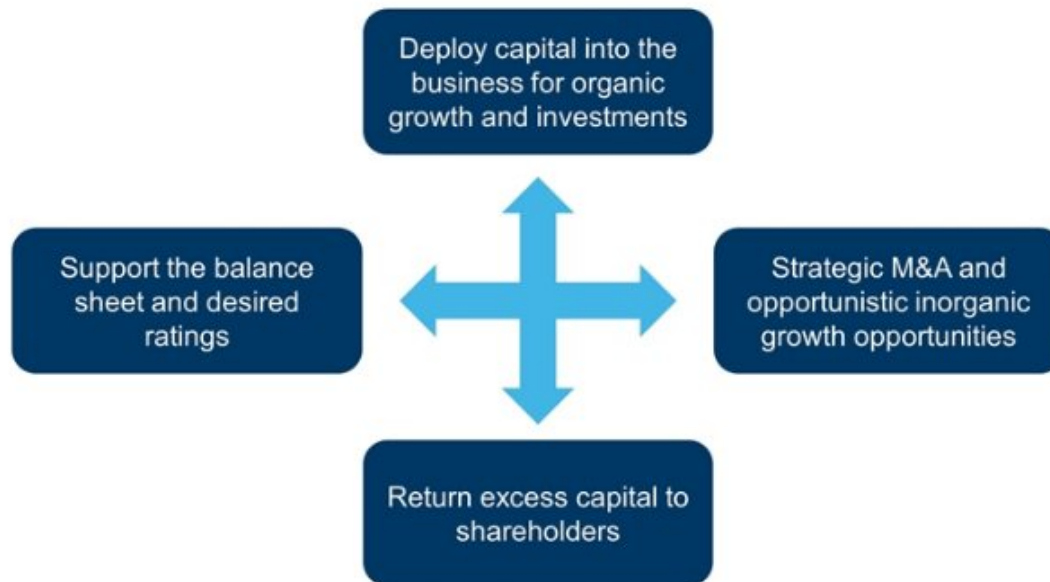 Deploy capital into the
business for organic
growth and investments
Support the balance
sheet and desired
ratings
Strategic M&A and
opportunistic inorganic
growth opportunities
Return excess capital to
shareholders